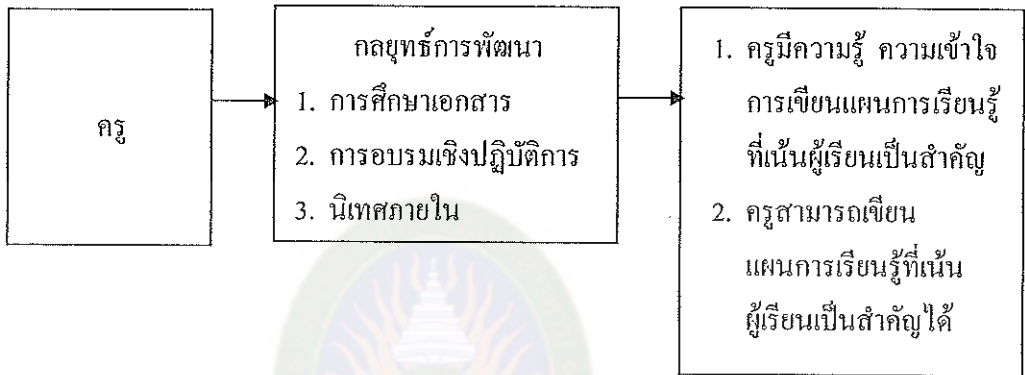 ครู
กลยุทธ์การพัฒนา
1. การศึกษาเอกสาร
2. การอบรมเชิงปฏิบัติการ
3. นิเทศภายใน
1. ครูมีความรู้ ความเข้าใจ
การเขียนแผนการเรียนรู้
ที่เน้นผู้เรียนเป็นสำคัญ
2. ครูสามารถเขียน
แผนการเรียนรู้ที่เน้น
ผู้เรียนเป็นสำคัญได้